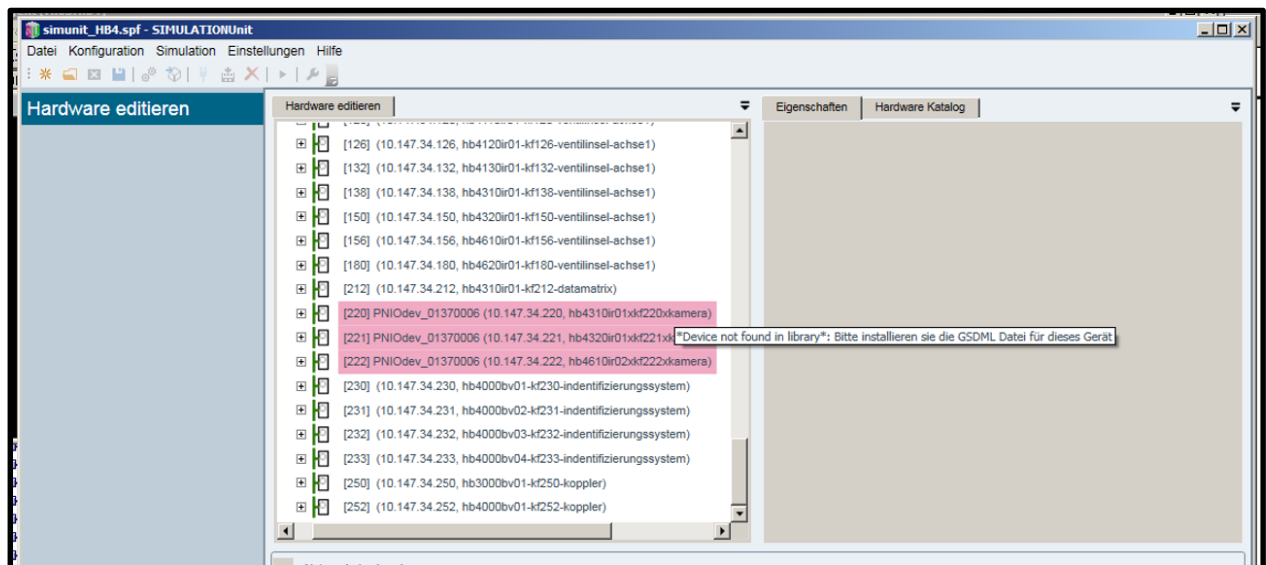 simunit_HB4.spf - SIMULATIONUnit
Datei Konfiguration Simulation Einstellungen Hilfe
Hardware editieren
Hardware editieren
Eigenschaften
Hardware Katalog
[126] (10.147.34.126, hb4120ir01-kf126-ventilinsel-achse1)
[132] (10.147.34.132, hb4130ir01-kf132-ventilinsel-achse1)
[138] (10.147.34.138, hb4310ir01-kf138-ventilinsel-achse1)
[150] (10.147.34.150, hb4320ir01-kf150-ventilinsel-achse1)
[156] (10.147.34.156, hb4610ir01-kf156-ventilinsel-achse1)
[180] (10.147.34.180, hb4620ir01-kf180-ventilinsel-achse1)
[212] (10.147.34.212, hb4310ir01-kf212-datamatrix)
[220] PNIOdev_01370006 (10.147.34.220, hb4310ir01xkf220xkamera)
[221] PNIOdev_01370006 (10.147.34.221, hb4320ir01xkf221xk
*Device not found in library*: Bitte installieren sie die GSDML Datei für dieses Gerät
[222] PNIOdev_01370006 (10.147.34.222, hb4610ir02xkf222xkamera)
[230] (10.147.34.230, hb4000bv01-kf230-indentifizierungssystem)
[231] (10.147.34.231, hb4000bv02-kf231-indentifizierungssystem)
[232] (10.147.34.232, hb4000bv03-kf232-indentifizierungssystem)
[233] (10.147.34.233, hb4000bv04-kf233-indentifizierungssystem)
[250] (10.147.34.250, hb3000bv01-kf250-koppler)
[252] (10.147.34.252, hb4000bv01-kf252-koppler)